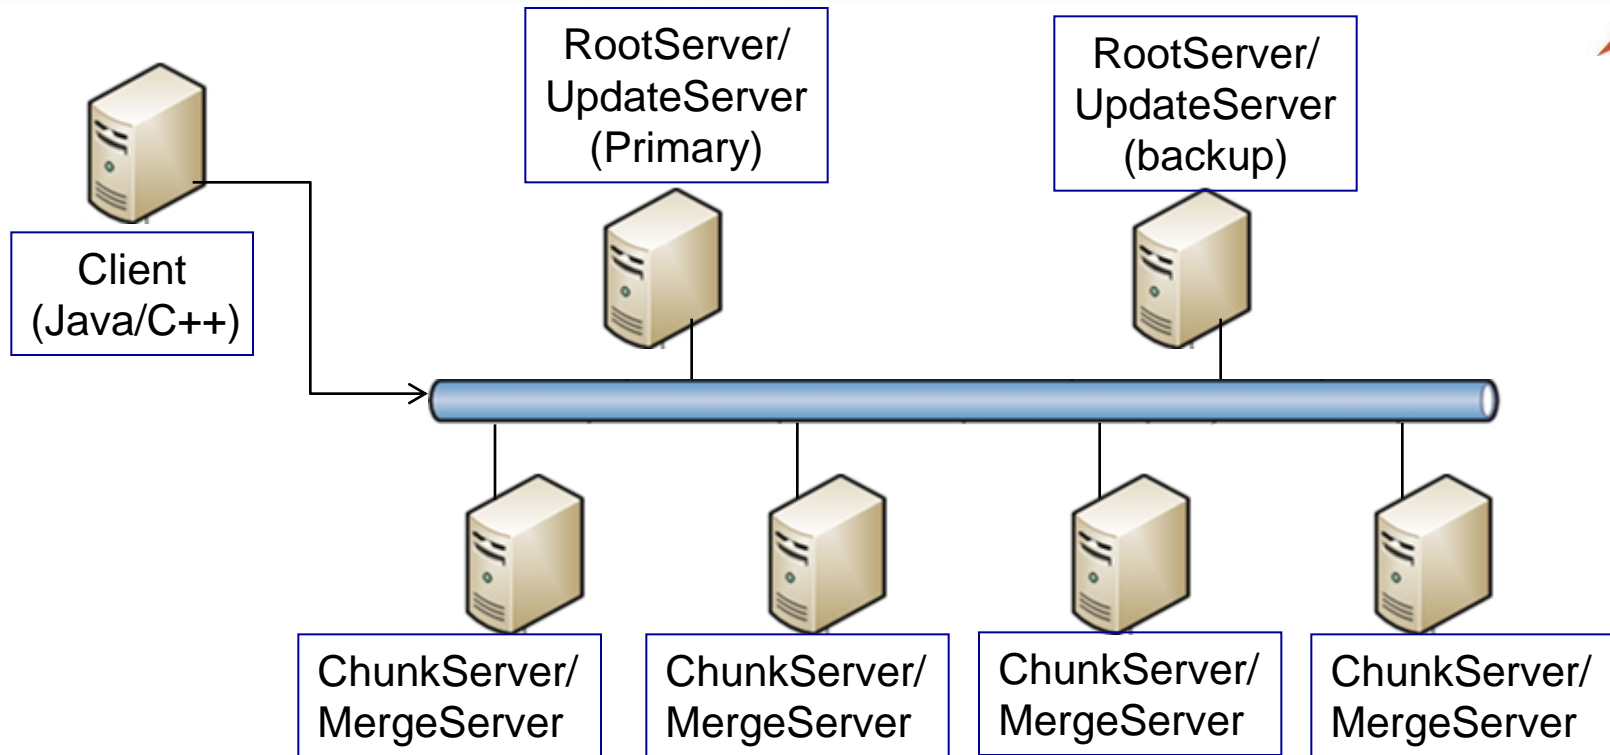 RootServer/
UpdateServer
(Primary)
RootServer/
UpdateServer
(backup)
Client
(Java/C++)
ChunkServer/
MergeServer
ChunkServer/
MergeServer
ChunkServer/
MergeServer
ChunkServer/
MergeServer